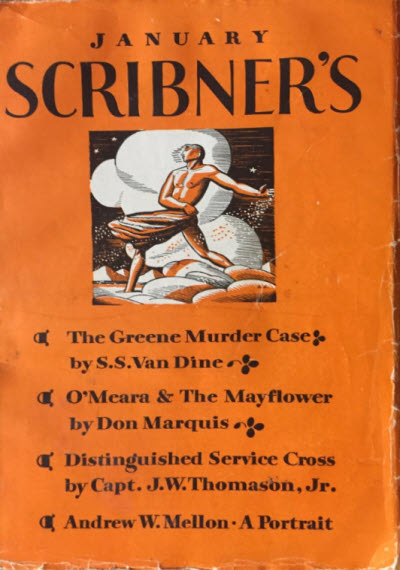 JANUARY
SCRIBNER'S
The Greene Murder Case
by S.S.Van Dine
O'Meara & The Mayflower
by Don Marquis
Distinguished Service Cross
by Capt. J.W.Thomason, Jr.
Andrew W. Mellon · A Portrait